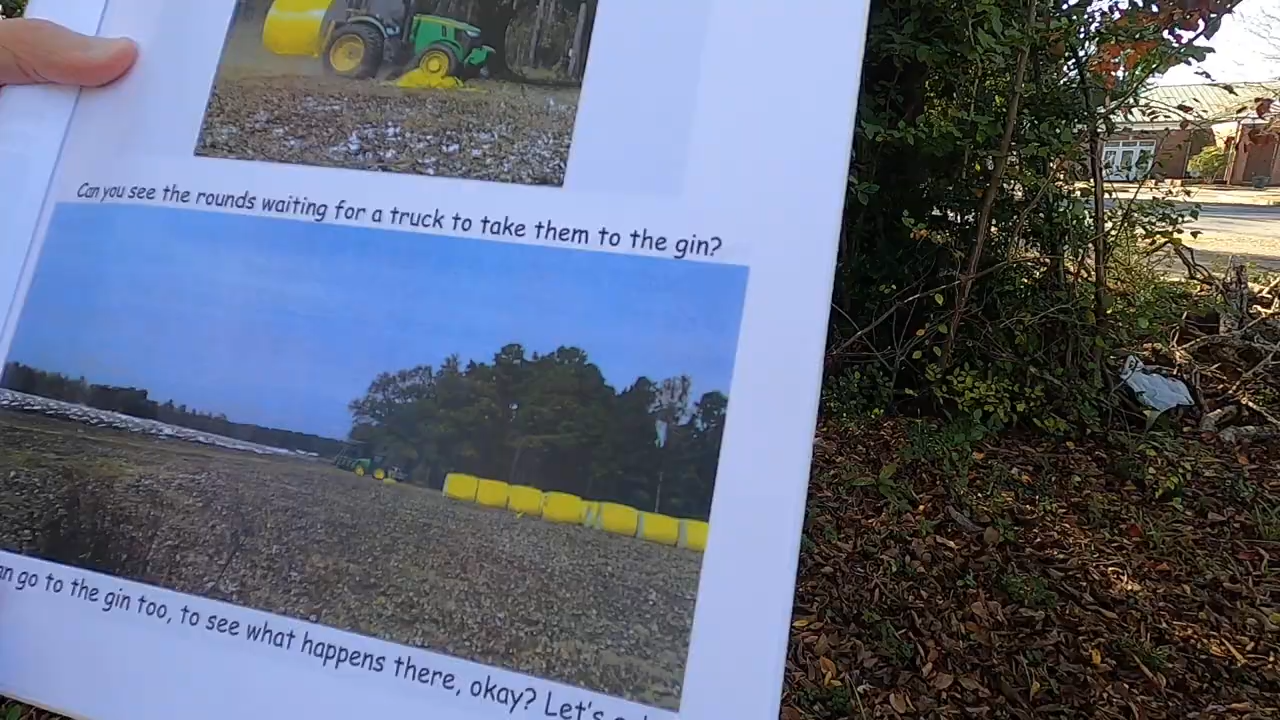 Can you see the rounds waiting for a truck to take them to the gin?
go to the gin too, to see what happens there, okay? Let's